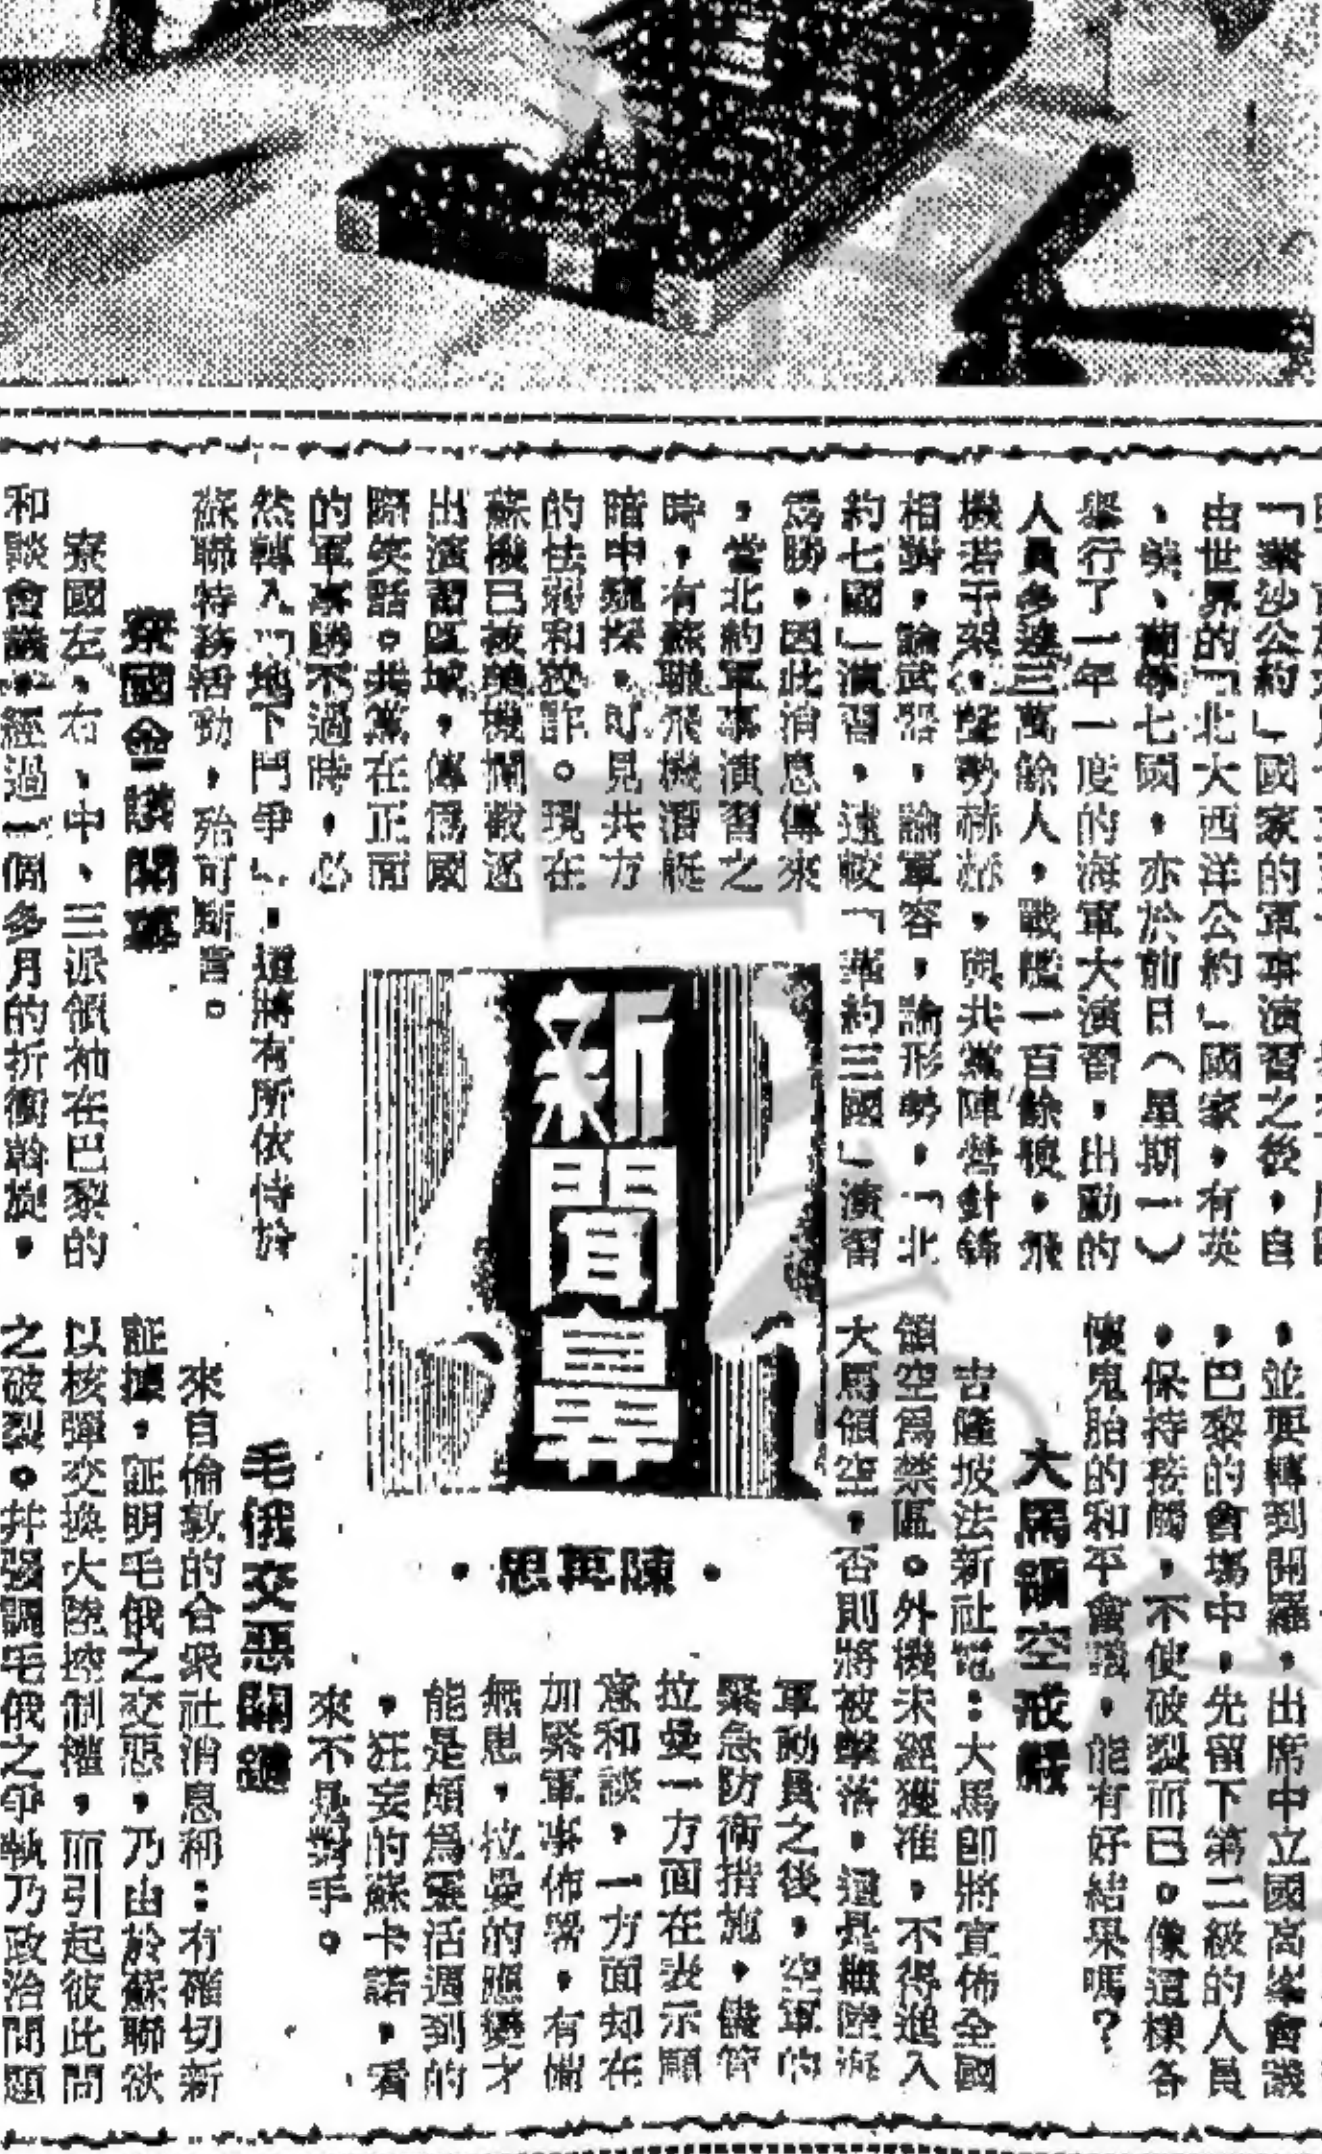 「華沙公約」國家的軍事演習之後，自
由世界的「北大西洋公約」國家，有英
、美、蘭等七國，亦於前日（星期一）
舉行了一年一度的海軍大演習，出動的
人員多達三萬餘人，戰艦一百餘艘，飛
機若干架，聲勢赫赫，與共黨陣營針鋒
相對，論武器，論軍容，論形勢，「北
約七國」演習，遠較「華約三國」演習
爲勝，因此消息傳來
，當北約軍事演習之
時，有蘇聯飛機潛艇
暗中窺探，可見共方
的怯弱和狡詐。現在
蘇機已被美機攔截逐
出演習區域，傳爲國
際笑話。共黨在正面
的軍事勝不過時，必
然轉入「地下鬥爭」，這將有所依恃於
蘇聯特務活動，殆可斷言。
寮國會談開幕
寮國左、右、中、三派領袖在巴黎的
和談會議，經過一個多月的折衝斡旋，
，並再轉到開羅，出席中立國高峯會議
，巴黎的會塲中，先留下第二級的人員
，保持接觸，不使破裂而已。像這樣各
懷鬼胎的和平會議，能有好結果嗎？
大馬領空戒嚴
吉隆坡法新社電：大馬卽將宣佈全國
領空爲禁區。外機未經獲准，不得進入
大馬領空，否則將被擊落，這是繼陸海
軍動員之後，空軍的
緊急防衛措施，儘管
拉曼一方面在表示願
意和談，一方面却在
加緊軍事佈署，有備
無患，拉曼的應變才
能是頗爲靈活週到的
，狂妄的蘇卡諾，看
來不是對手。
新聞鼻
•陳再思•
毛俄交惡關鍵
來自倫敦的合衆社消息稱：有確切新
証據，証明毛俄之交惡，乃由於蘇聯欲
以核彈交換大陸控制權，而引起彼此間
之破裂。并强調毛俄之爭執乃政治問題